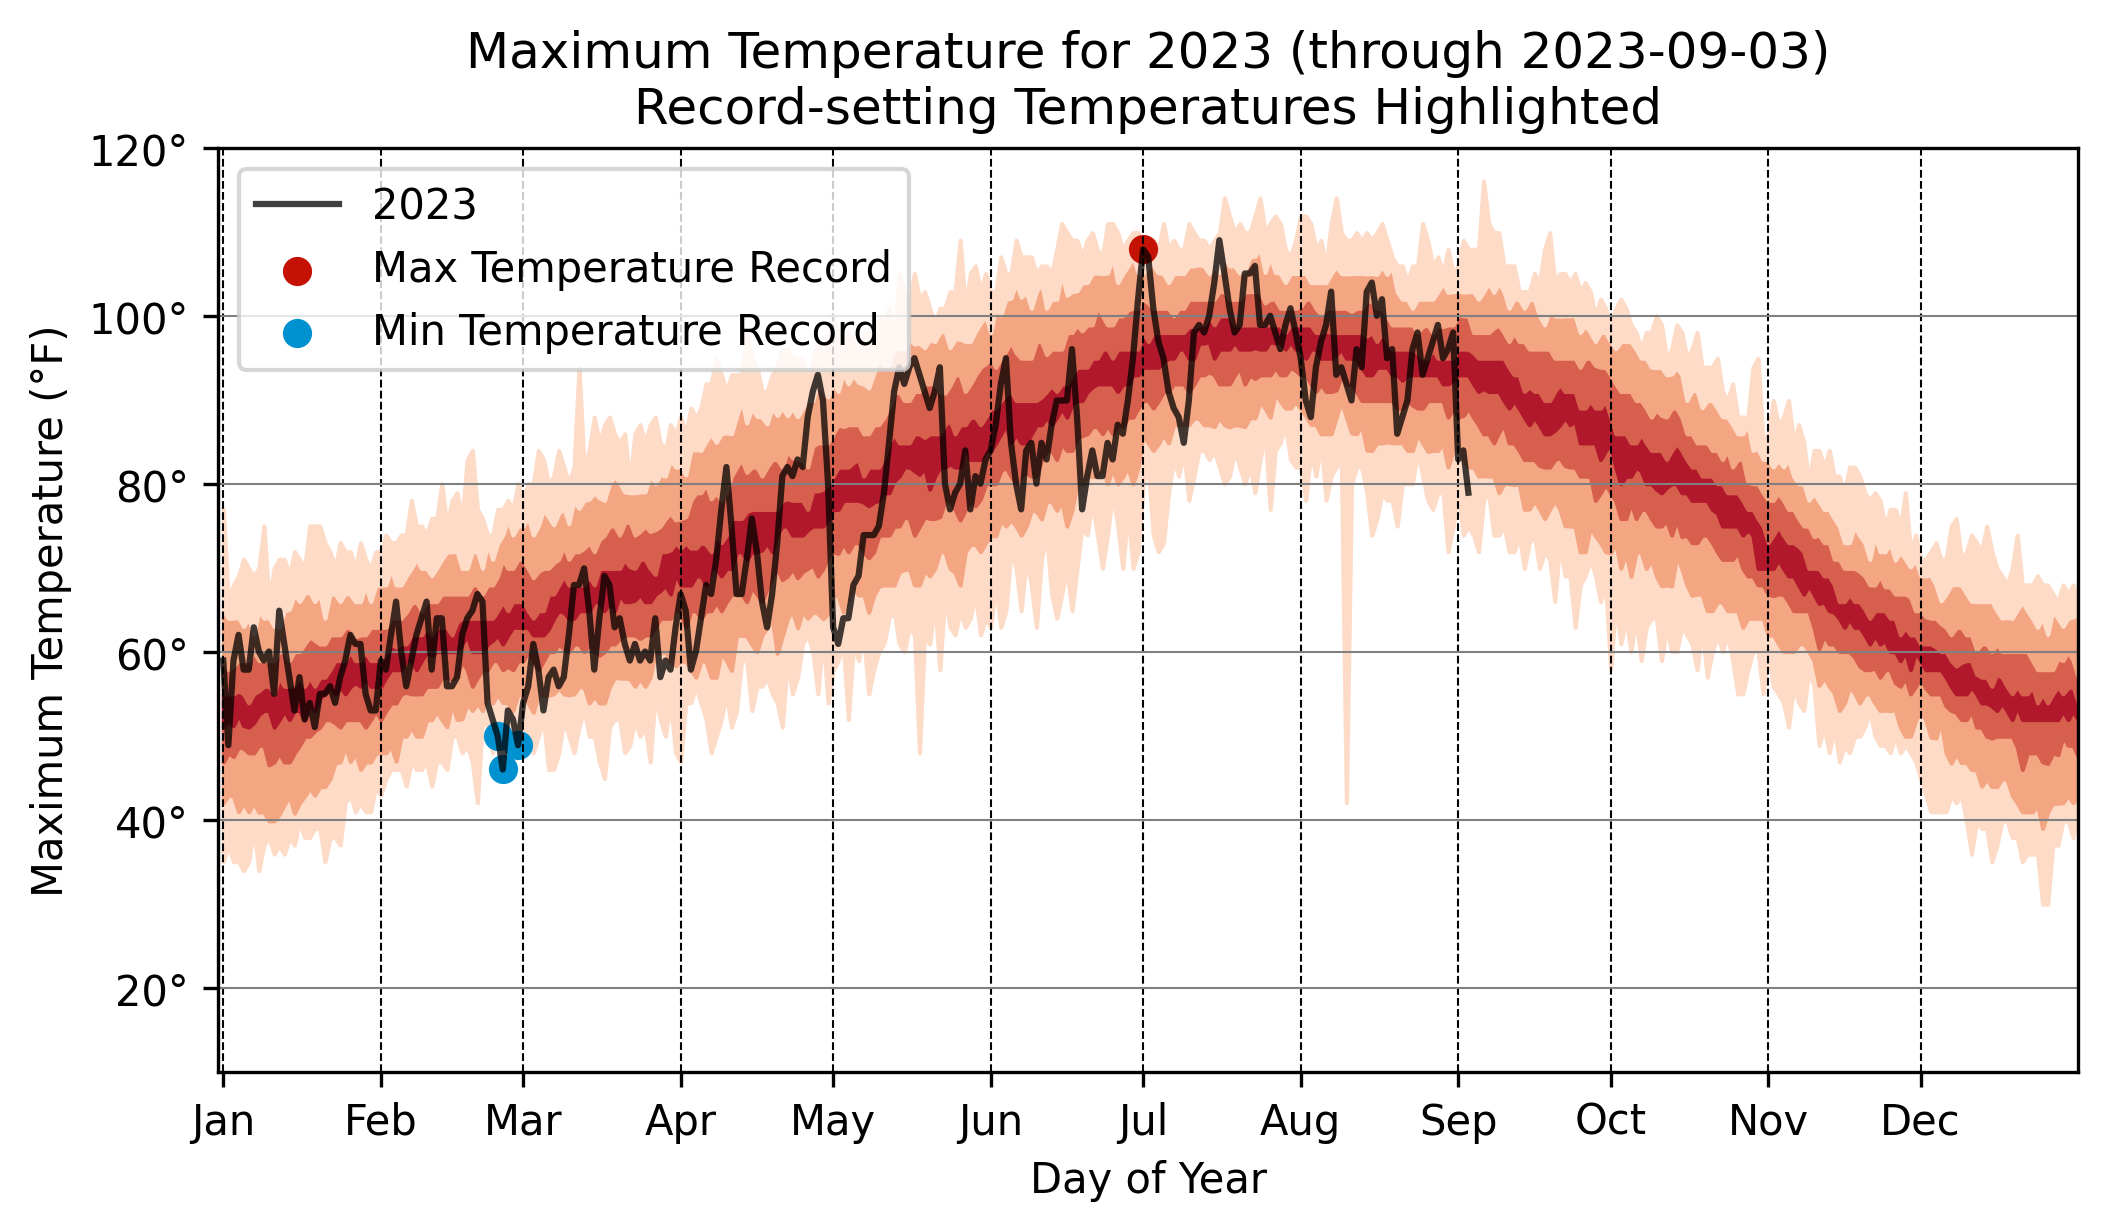 Maximum Temperature for 2023 (through 2023-09-03)
Record-setting Temperatures Highlighted
120°
100°
80°
60°
40°
20°
Maximum Temperature (°F)
2023
Max Temperature Record
Min Temperature Record
Jan Feb Mar Apr May Jun Jul Aug Sep Oct Nov Dec
Day of Year